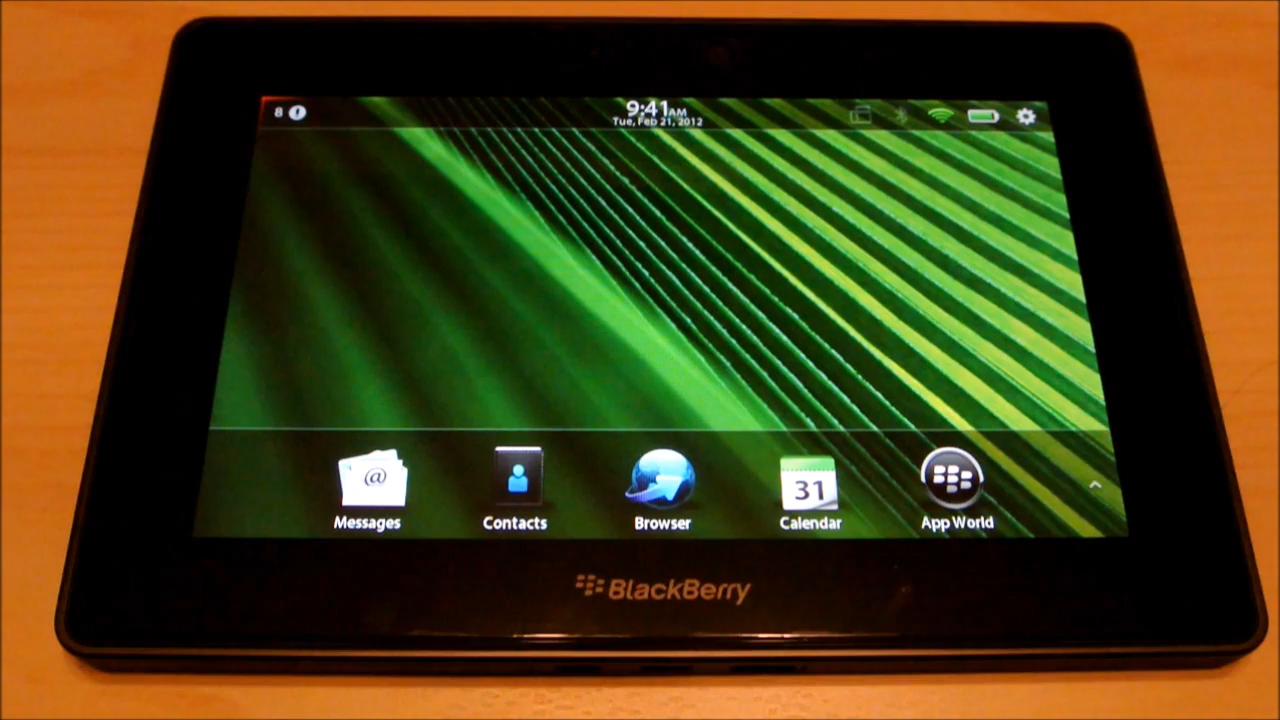 8
9:41AM
Tue, Feb 21, 2012
@
31
Messages
Contacts
Browser
Calendar
App World
BlackBerry